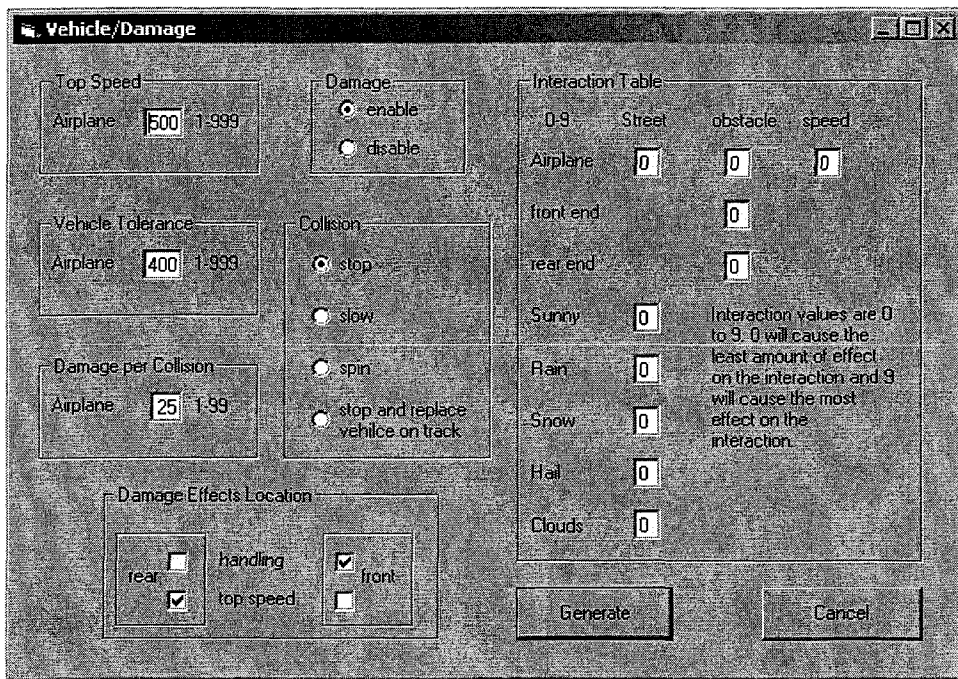 Vehicle/Damage
Top Speed
Airplane 500 1-999
Damage
enable
disable
Vehicle Tolerance
Airplane 400 1-999
Collision
stop
slow
spin
stop and replace
vehilce on track
Damage per Collision
Airplane 25 1-99
Damage Effects Location
rear handling front
top speed
Interaction Table
0-9 Street obstacle speed
Airplane 0 0 0
front end 0
rear end 0
Sunny 0
Rain 0
Snow 0
Hail 0
Clouds 0
Interaction values are 0
to 9. 0 will cause the
least amount of effect
on the interaction and 9
will cause the most
effect on the
interaction.
Generate Cancel